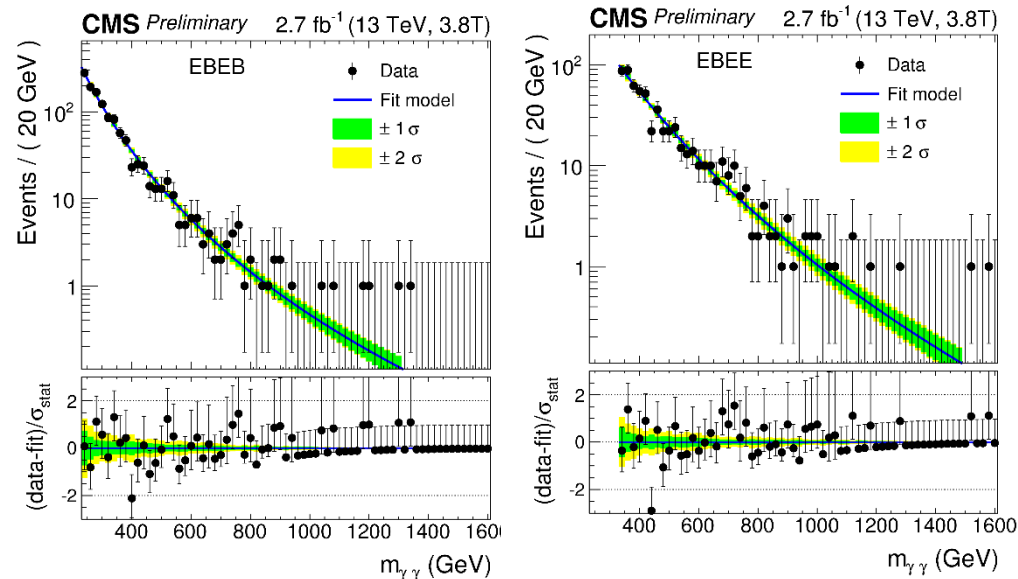 CMS Preliminary 2.7 fb⁻¹ (13 TeV, 3.8T)
EBEB
Data
Fit model
± 1 σ
± 2 σ
Events / ( 20 GeV )
10²
10
1
(data-fit)/σstat
2
0
-2
400 600 800 1000 1200 1400 1600
mγγ (GeV)
CMS Preliminary 2.7 fb⁻¹ (13 TeV, 3.8T)
EBEE
Data
Fit model
± 1 σ
± 2 σ
Events / ( 20 GeV )
10²
10
1
(data-fit)/σstat
2
0
-2
400 600 800 1000 1200 1400 1600
mγγ (GeV)